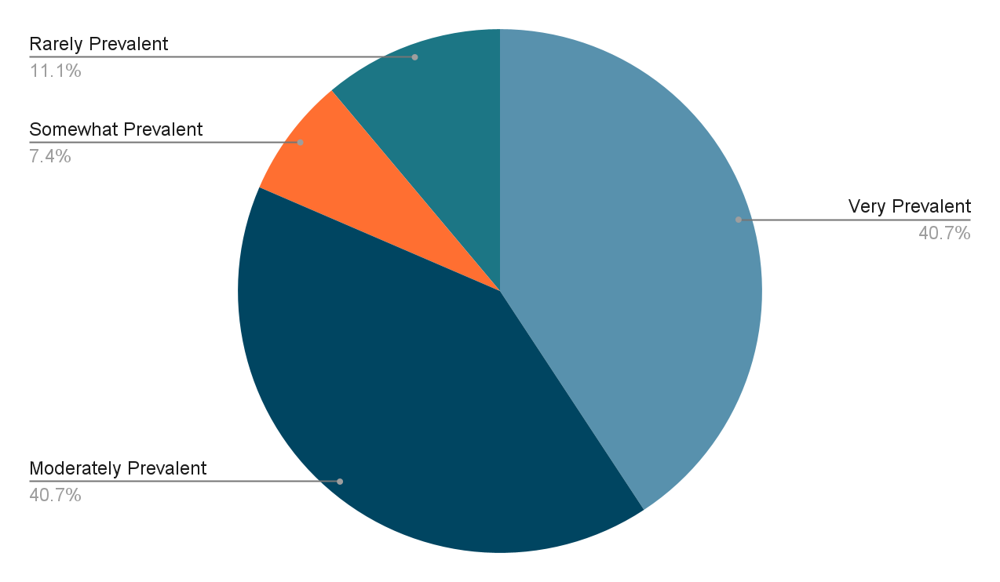 Rarely Prevalent
11.1%
Somewhat Prevalent
7.4%
Very Prevalent
40.7%
Moderately Prevalent
40.7%